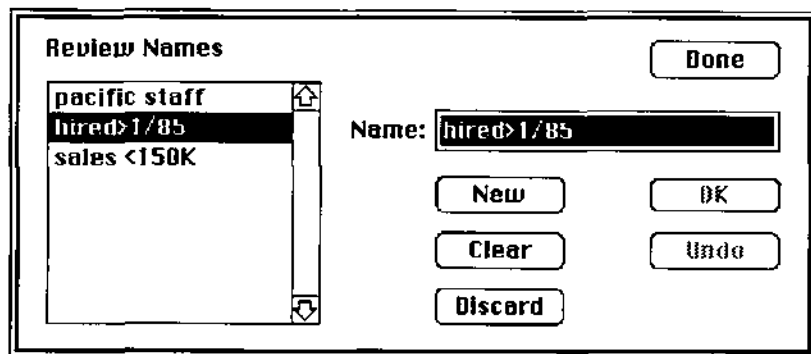 Review Names
Done
pacific staff
hired>1/85
sales <150K
Name: hired>1/85
New
OK
Clear
Undo
Discard